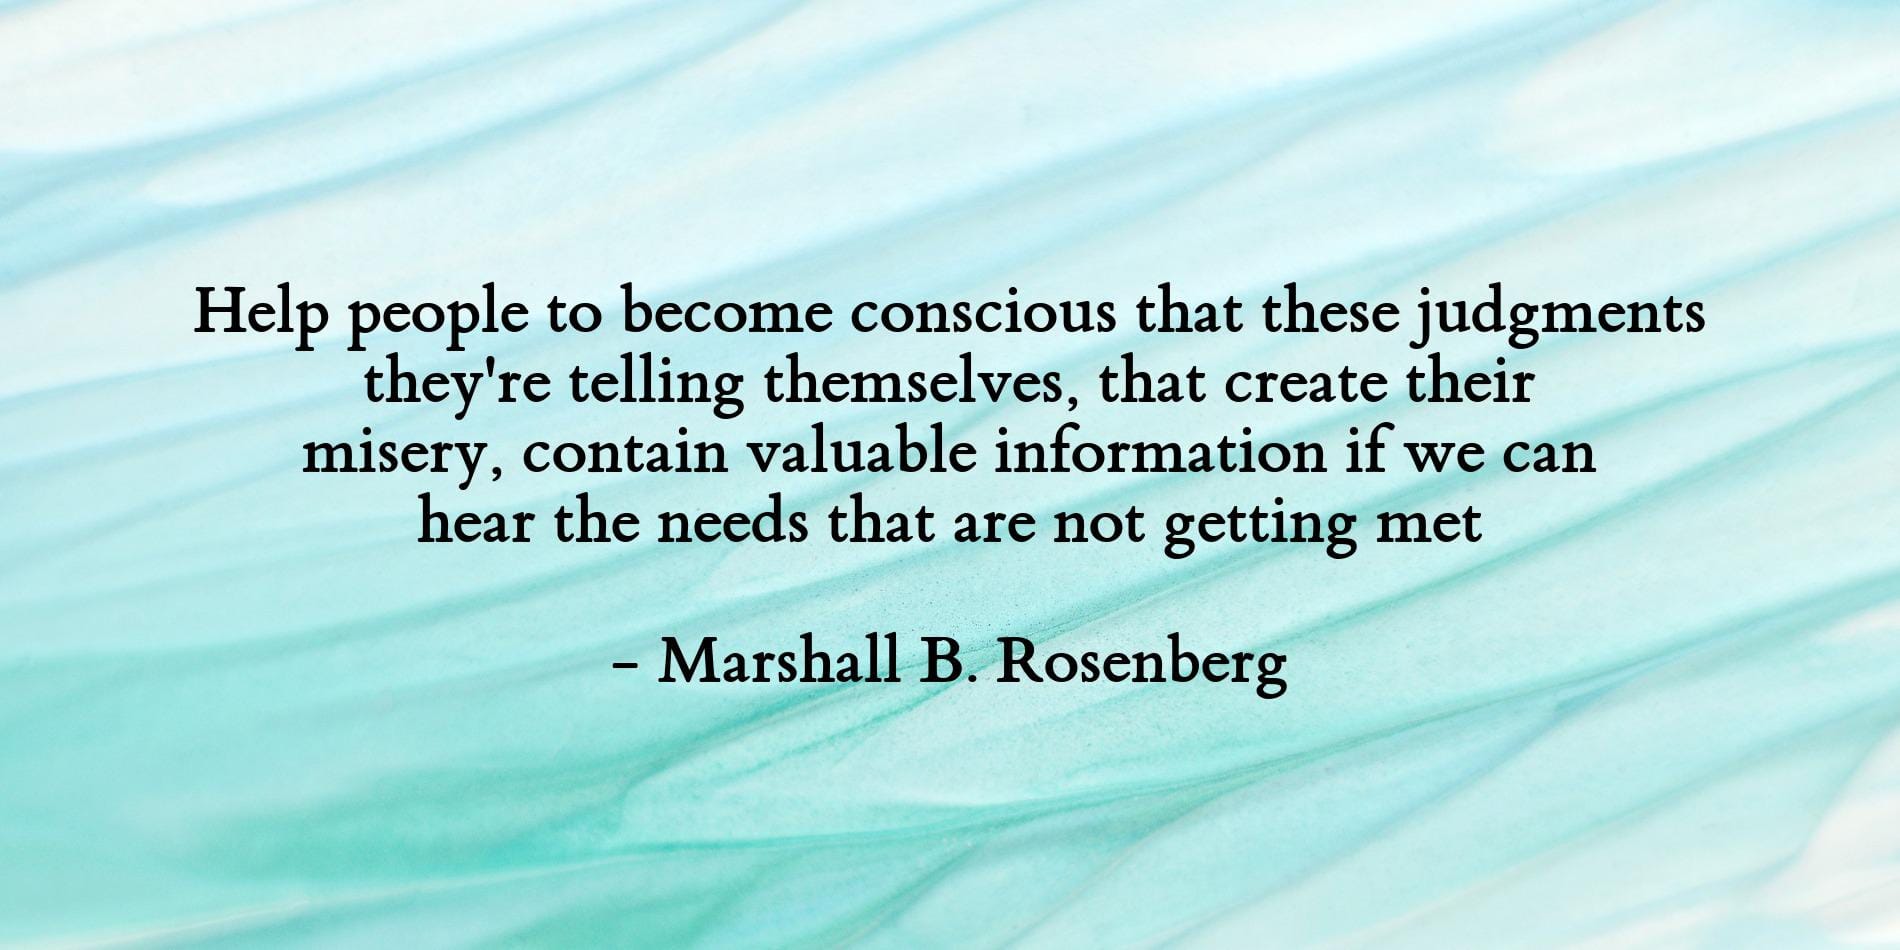 Help people to become conscious that these judgments
they're telling themselves, that create their
misery, contain valuable information if we can
hear the needs that are not getting met
– Marshall B. Rosenberg